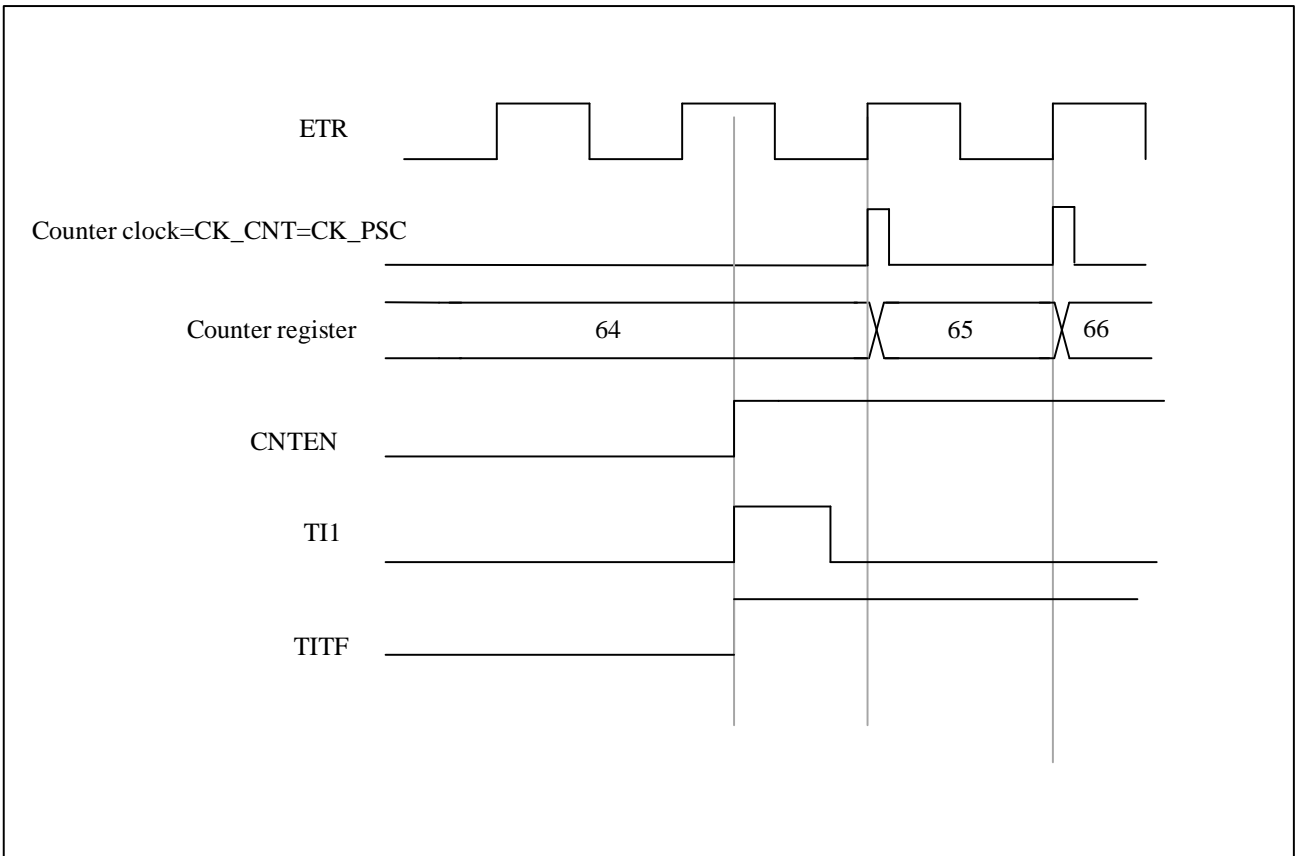 ETR
Counter clock=CK_CNT=CK_PSC
Counter register 64 65 66
CNTEN
TI1
TITF